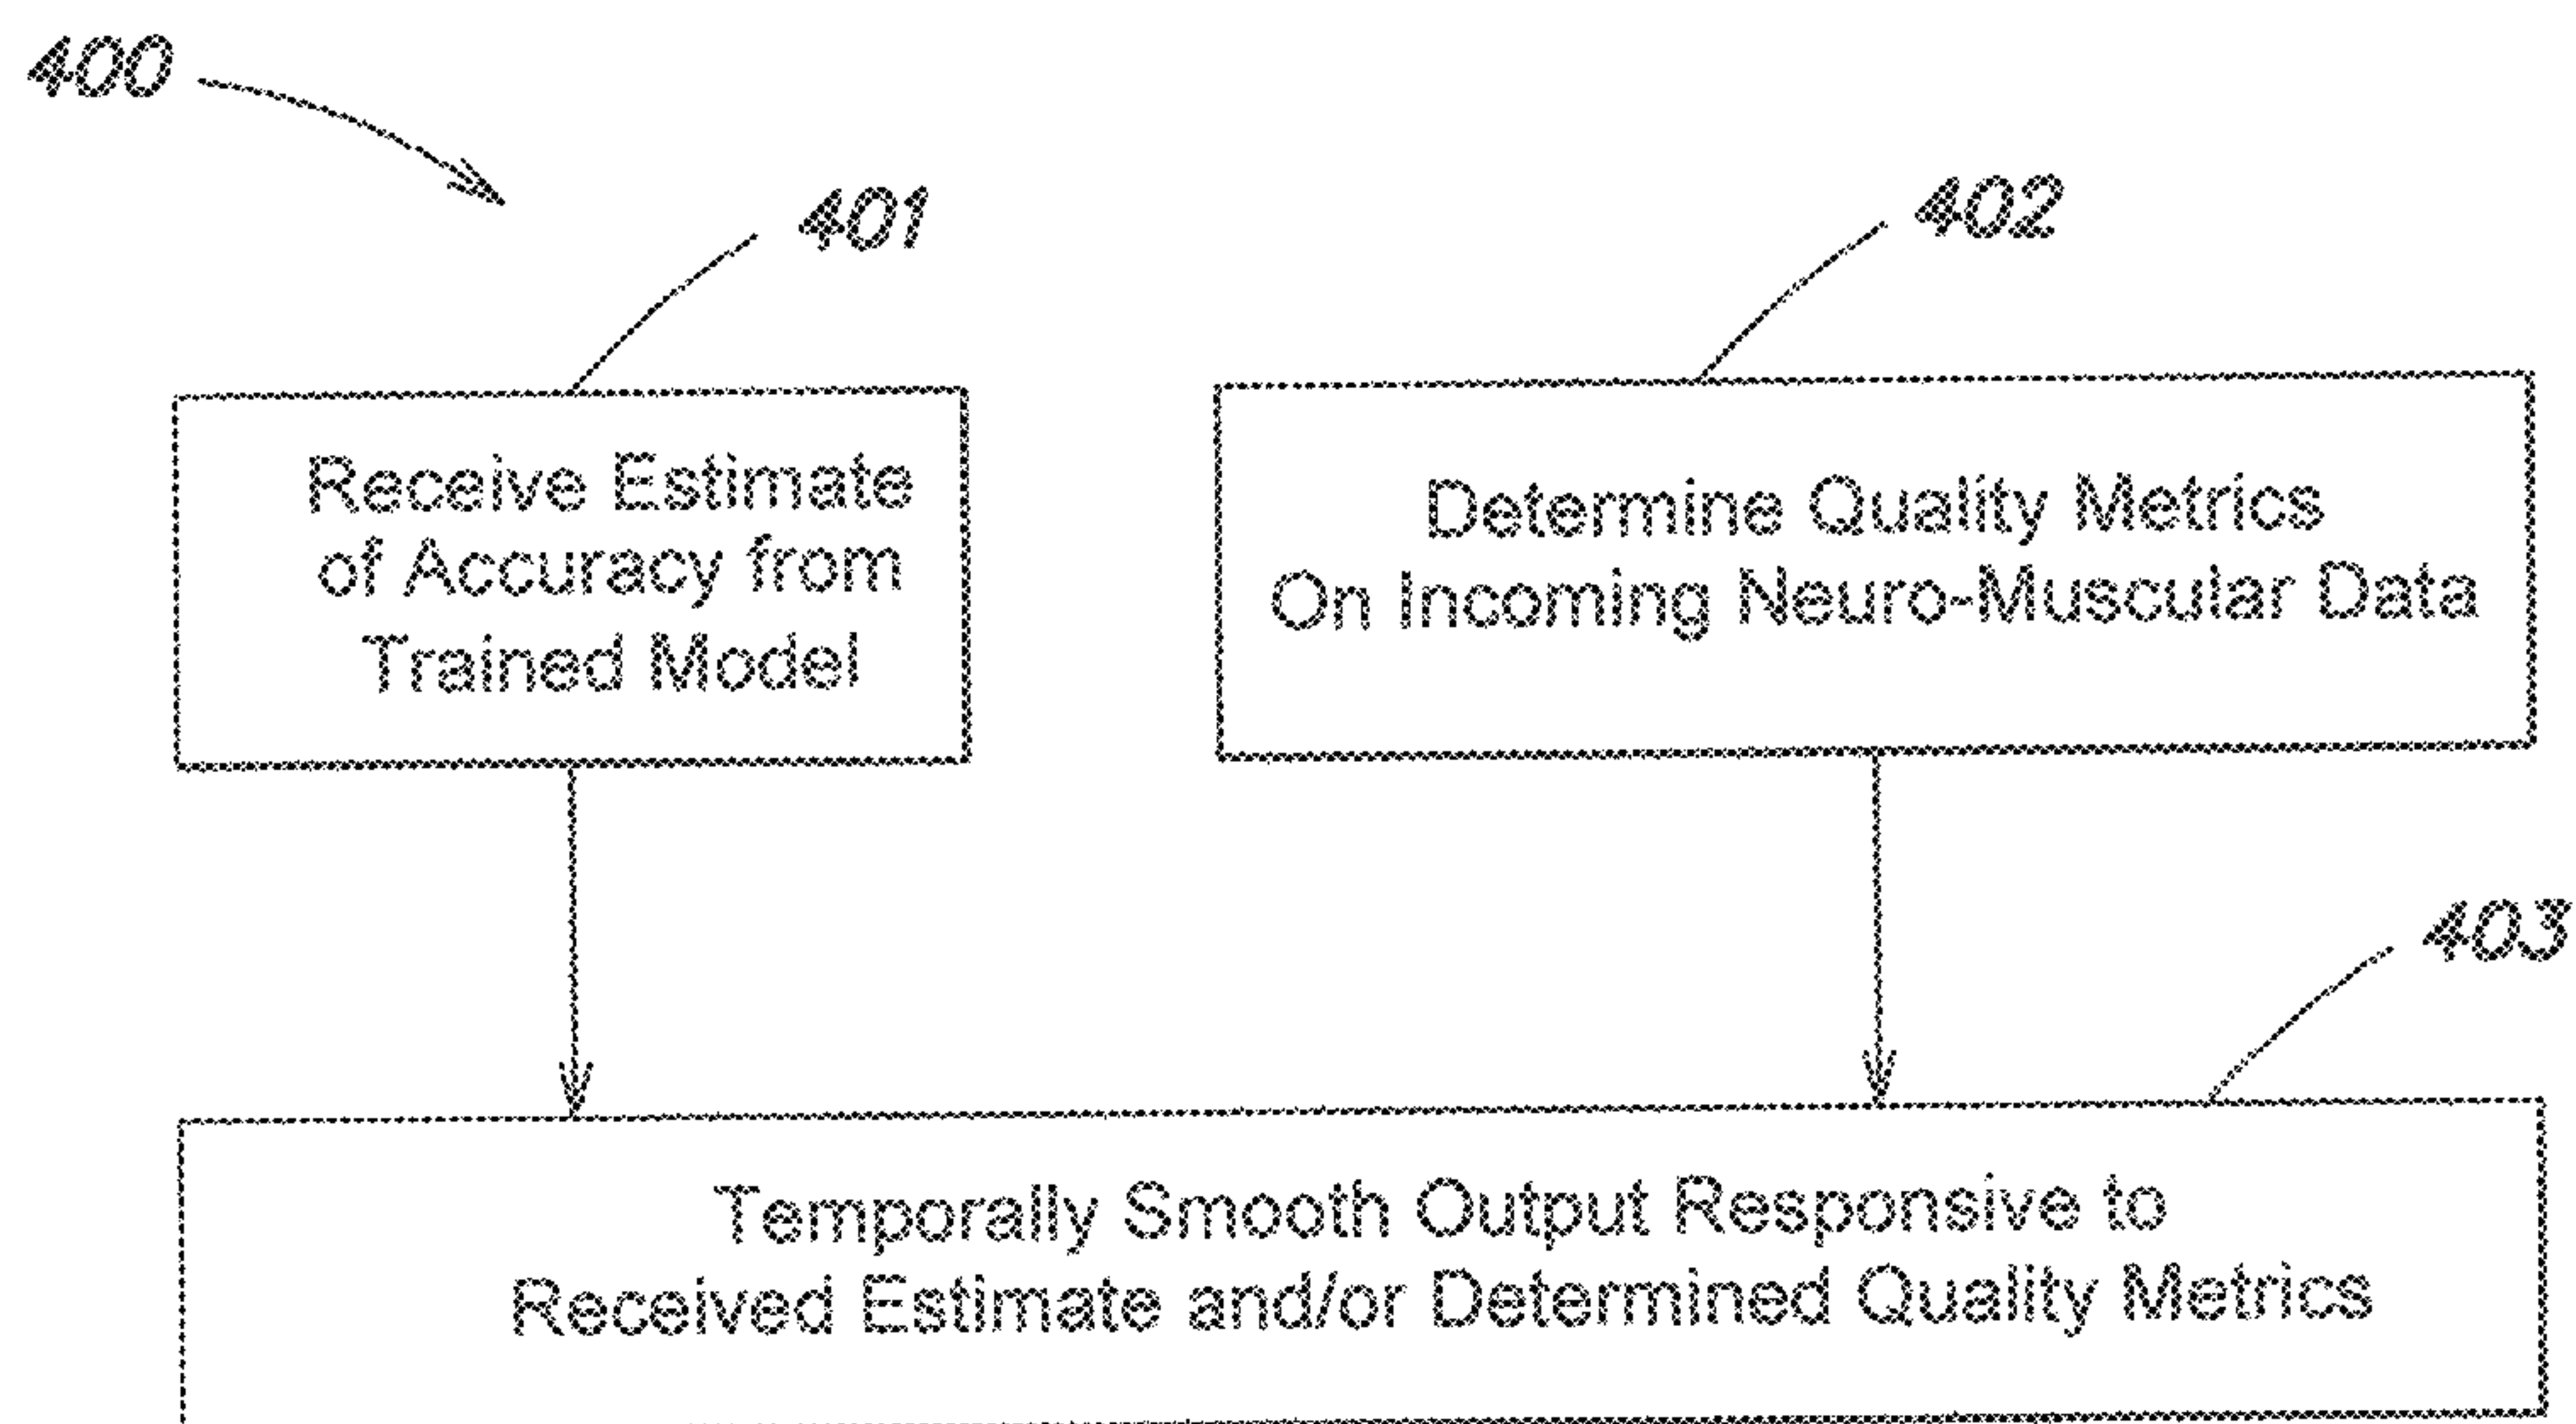 400
401
402
Receive Estimate
of Accuracy from
Trained Model
Determine Quality Metrics
On Incoming Neuro-Muscular Data
403
Temporally Smooth Output Responsive to
Received Estimate and/or Determined Quality Metrics